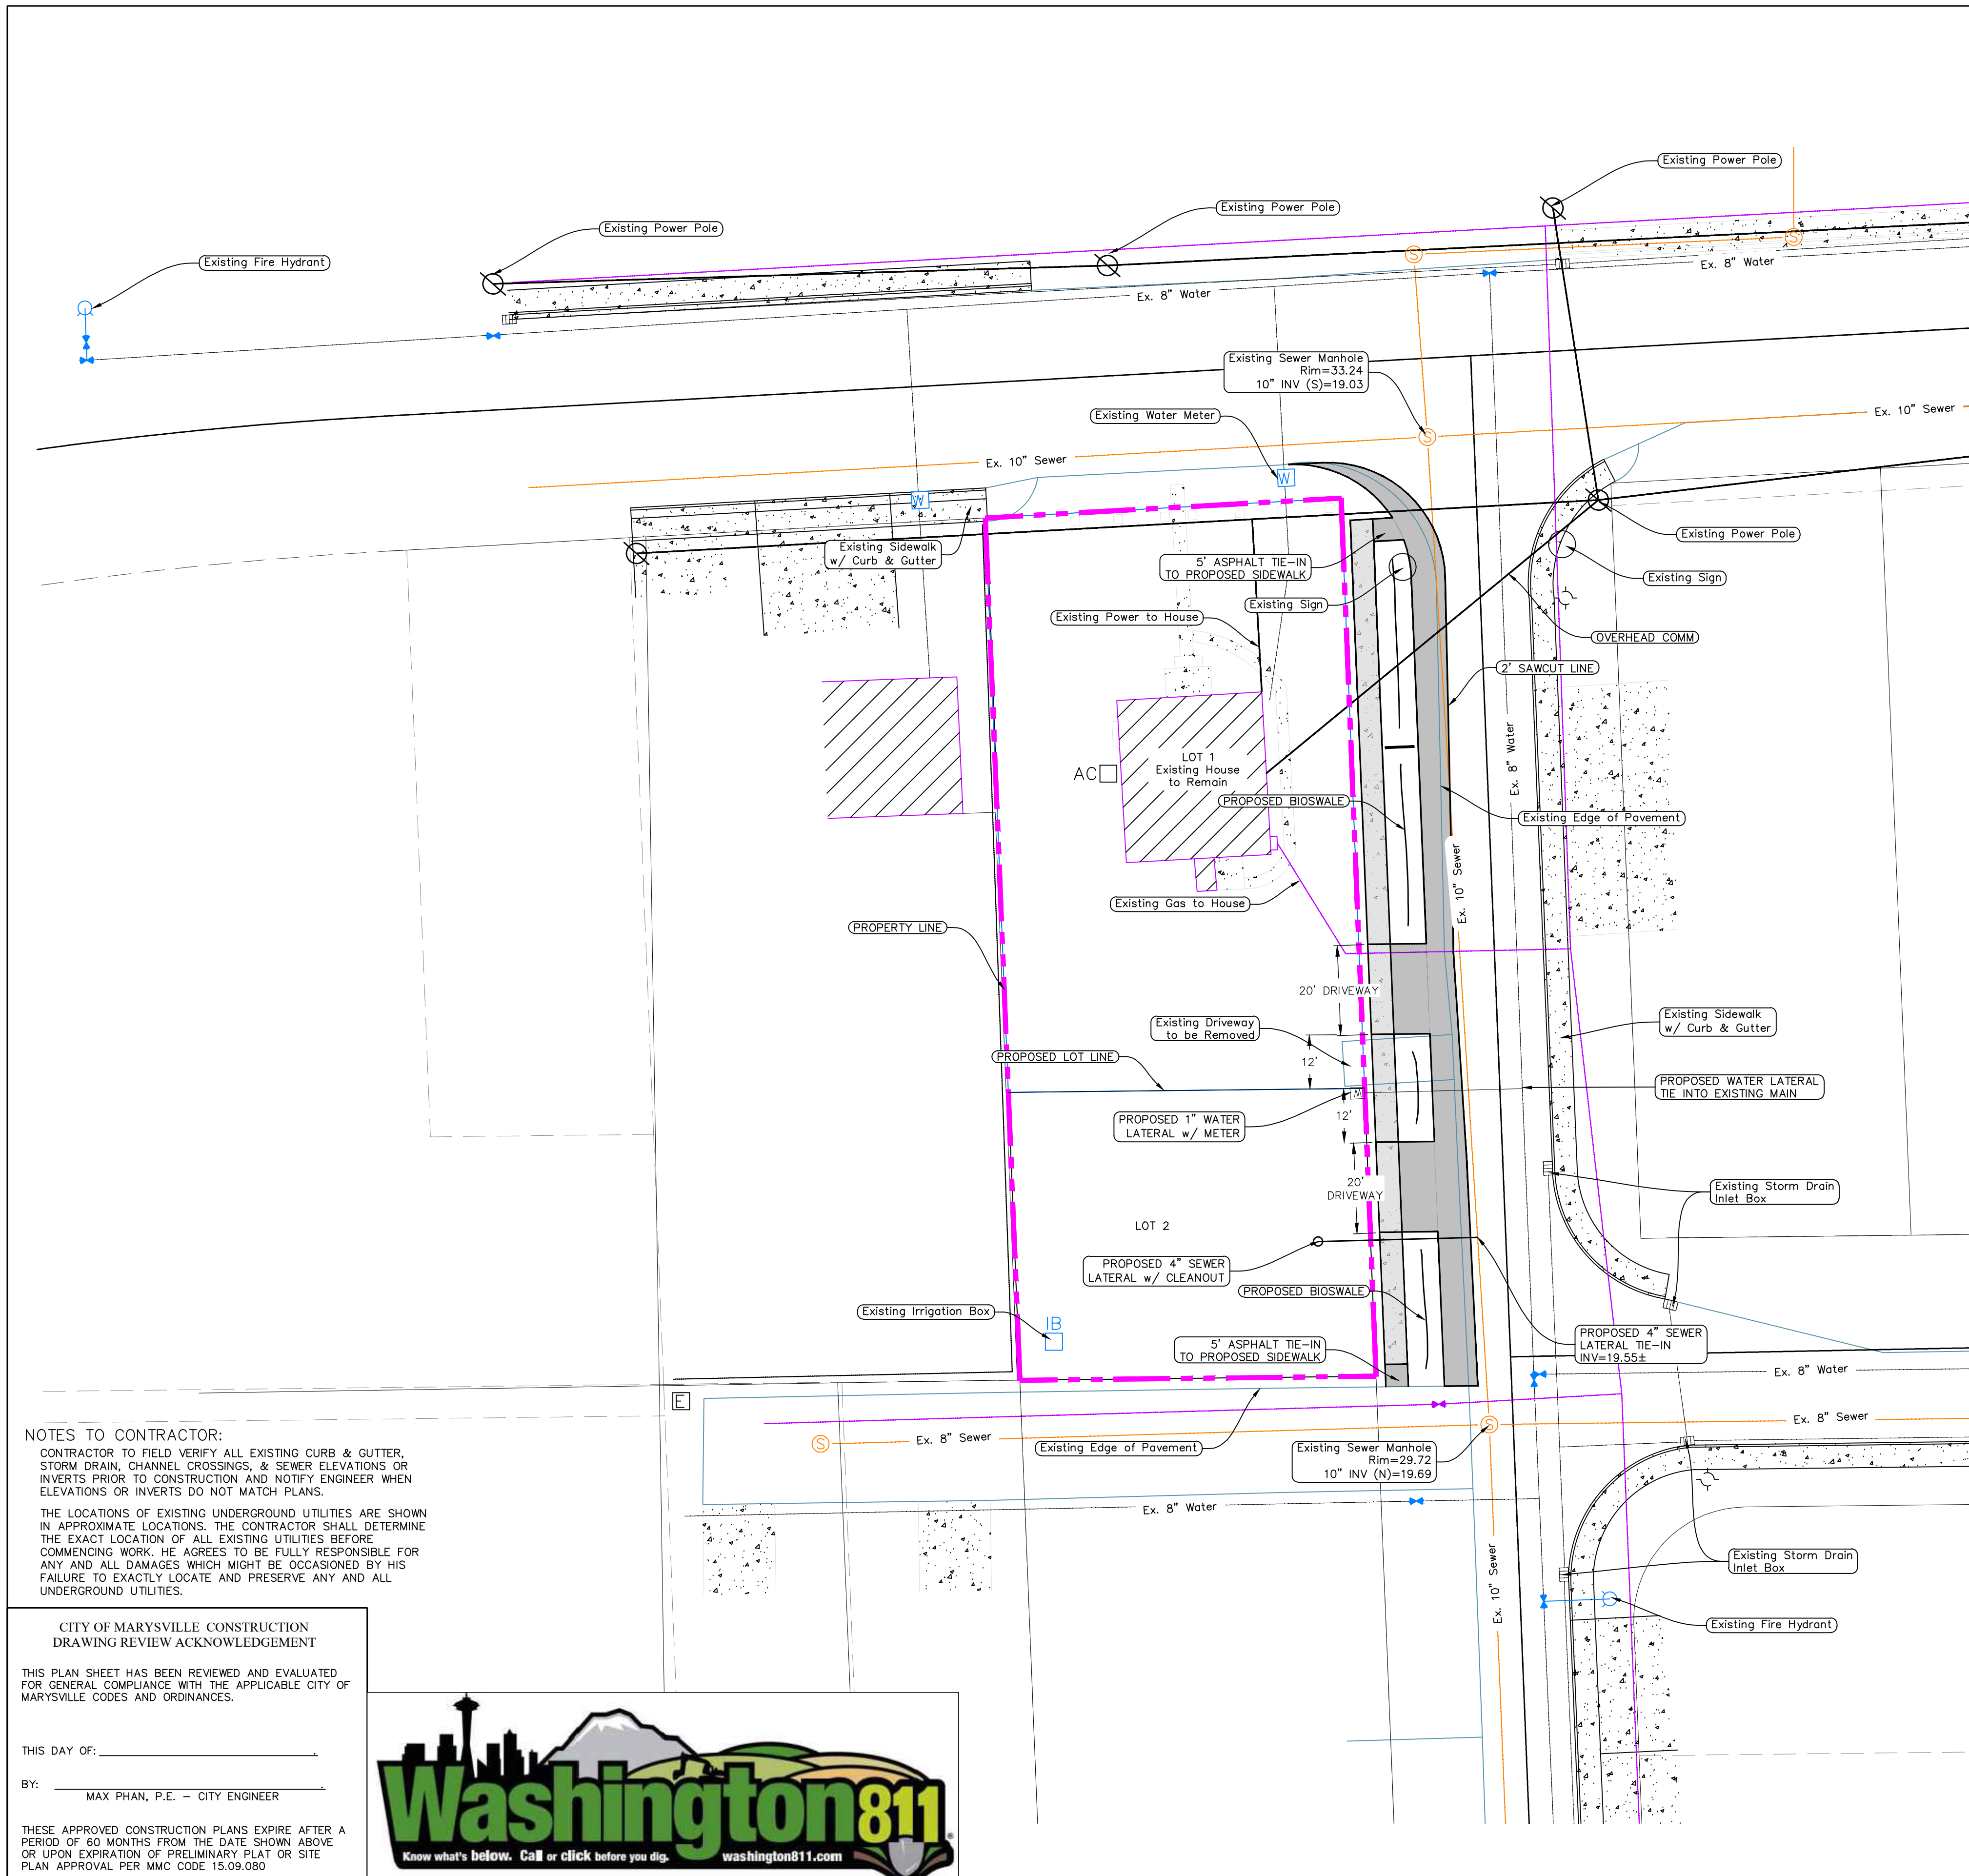 Existing Power Pole
Existing Power Pole
Existing Power Pole
Existing Fire Hydrant
Ex. 8" Water
Ex. 8" Water
Existing Sewer Manhole
Rim=33.24
10" INV (S)=19.03
S
S
S
Existing Water Meter
Ex. 10" Sewer
Ex. 10" Sewer
W
W
Existing Sidewalk
w/ Curb & Gutter
5' ASPHALT TIE-IN
TO PROPOSED SIDEWALK
Existing Power Pole
Existing Sign
Existing Sign
Existing Power to House
OVERHEAD COMM
2' SAWCUT LINE
LOT 1
Existing House
to Remain
AC
Ex. 8" Water
PROPOSED BIOSWALE
Existing Edge of Pavement
Ex. 10" Sewer
Existing Gas to House
PROPERTY LINE
20' DRIVEWAY
Existing Driveway
to be Removed
Existing Sidewalk
w/ Curb & Gutter
PROPOSED LOT LINE
12'
W
PROPOSED WATER LATERAL
TIE INTO EXISTING MAIN
PROPOSED 1" WATER
LATERAL w/ METER
12'
20'
DRIVEWAY
Existing Storm Drain
Inlet Box
LOT 2
PROPOSED 4" SEWER
LATERAL w/ CLEANOUT
PROPOSED BIOSWALE
Existing Irrigation Box
IB
5' ASPHALT TIE-IN
TO PROPOSED SIDEWALK
PROPOSED 4" SEWER
LATERAL TIE-IN
INV=19.55±
Ex. 8" Water
E
S
Ex. 8" Sewer
S
Ex. 8" Sewer
Existing Edge of Pavement
Existing Sewer Manhole
Rim=29.72
10" INV (N)=19.69
Ex. 8" Water
Ex. 10" Sewer
Existing Storm Drain
Inlet Box
Existing Fire Hydrant
NOTES TO CONTRACTOR:
CONTRACTOR TO FIELD VERIFY ALL EXISTING CURB & GUTTER,
STORM DRAIN, CHANNEL CROSSINGS, & SEWER ELEVATIONS OR
INVERTS PRIOR TO CONSTRUCTION AND NOTIFY ENGINEER WHEN
ELEVATIONS OR INVERTS DO NOT MATCH PLANS.
THE LOCATIONS OF EXISTING UNDERGROUND UTILITIES ARE SHOWN
IN APPROXIMATE LOCATIONS. THE CONTRACTOR SHALL DETERMINE
THE EXACT LOCATION OF ALL EXISTING UTILITIES BEFORE
COMMENCING WORK. HE AGREES TO BE FULLY RESPONSIBLE FOR
ANY AND ALL DAMAGES WHICH MIGHT BE OCCASIONED BY HIS
FAILURE TO EXACTLY LOCATE AND PRESERVE ANY AND ALL
UNDERGROUND UTILITIES.
CITY OF MARYSVILLE CONSTRUCTION
DRAWING REVIEW ACKNOWLEDGEMENT
THIS PLAN SHEET HAS BEEN REVIEWED AND EVALUATED
FOR GENERAL COMPLIANCE WITH THE APPLICABLE CITY OF
MARYSVILLE CODES AND ORDINANCES.
THIS DAY OF: .
BY: .
MAX PHAN, P.E. – CITY ENGINEER
THESE APPROVED CONSTRUCTION PLANS EXPIRE AFTER A
PERIOD OF 60 MONTHS FROM THE DATE SHOWN ABOVE
OR UPON EXPIRATION OF PRELIMINARY PLAT OR SITE
PLAN APPROVAL PER MMC CODE 15.09.080
Washington811®
Know what's below. Call or click before you dig. washington811.com